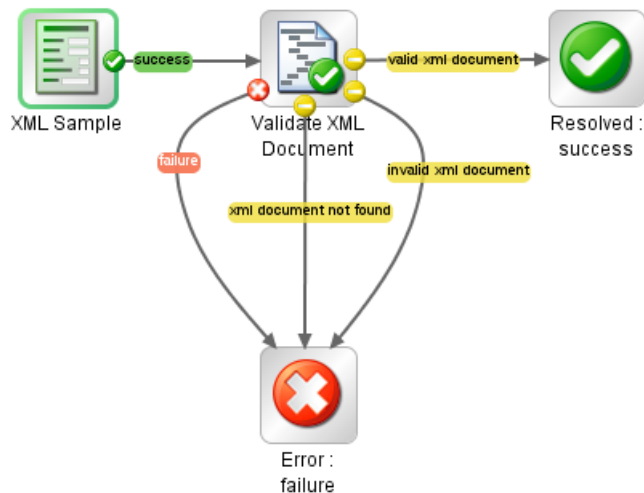 success
valid xml document
XML Sample
Validate XML
Document
Resolved :
success
failure
invalid xml document
xml document not found
Error :
failure